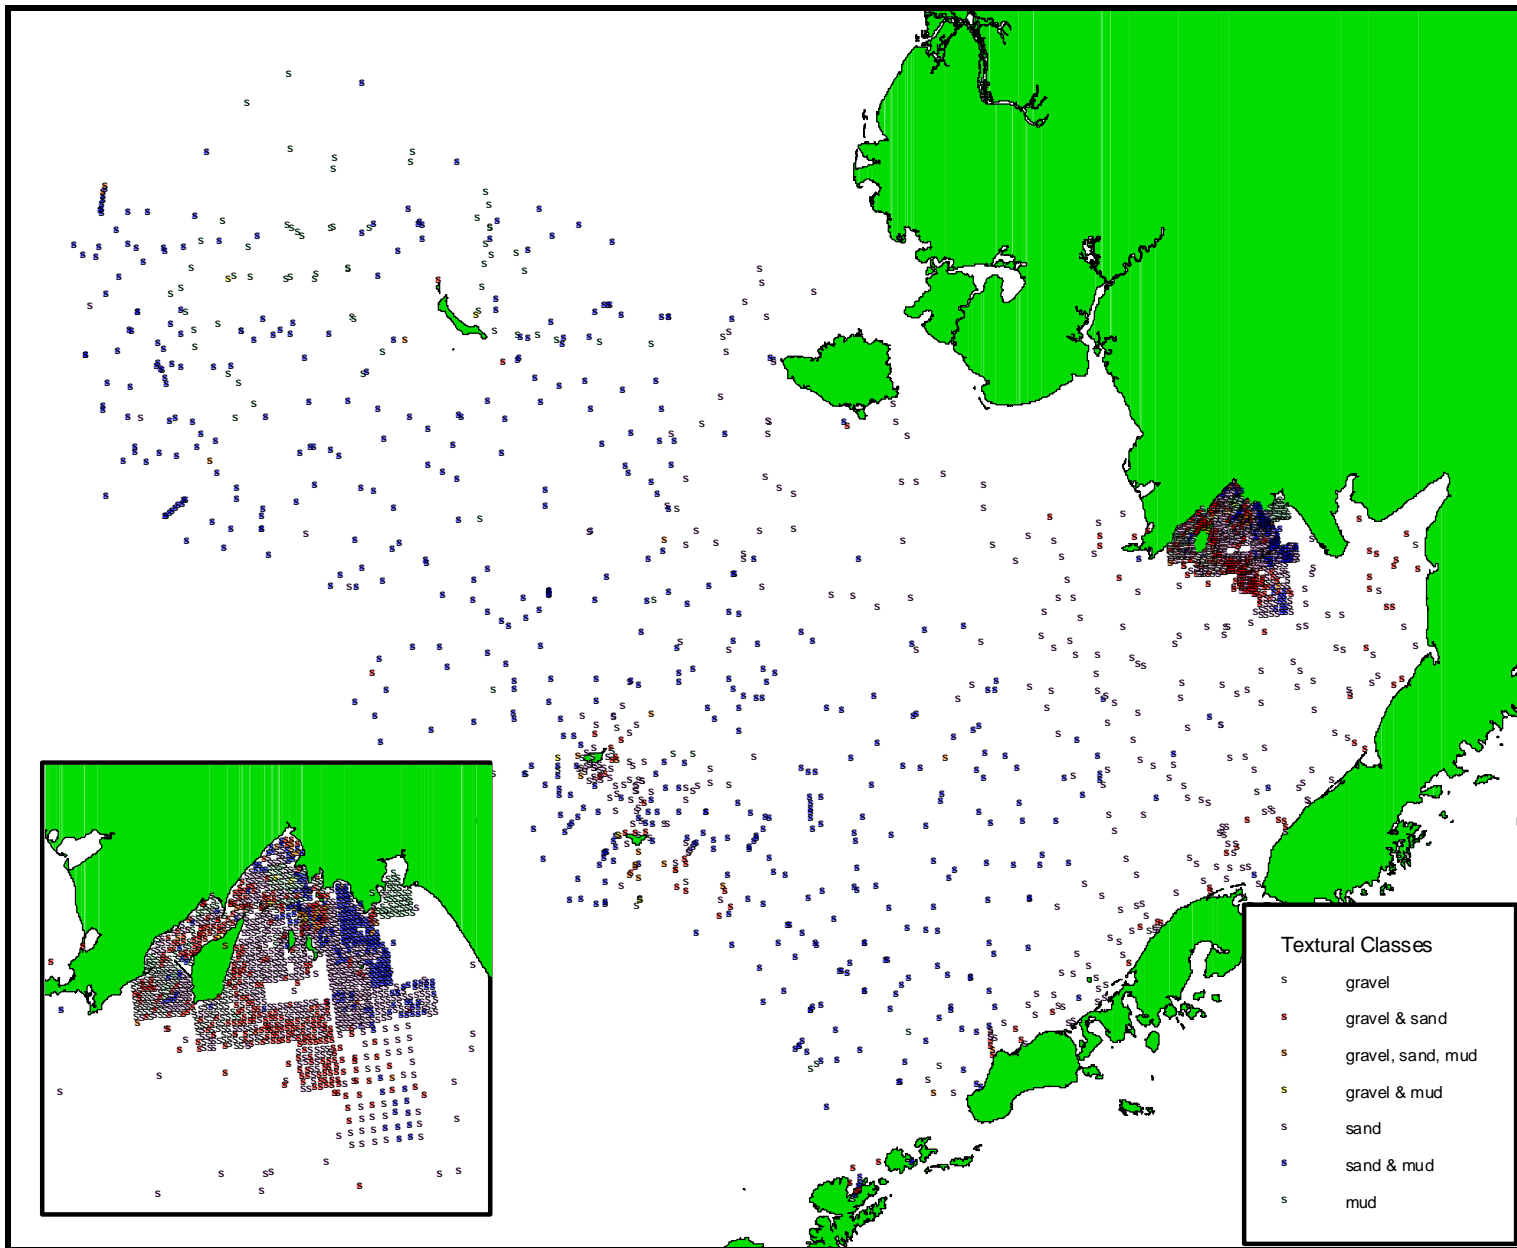 Textural Classes
s gravel
s gravel & sand
s gravel, sand, mud
s gravel & mud
s sand
s sand & mud
s mud